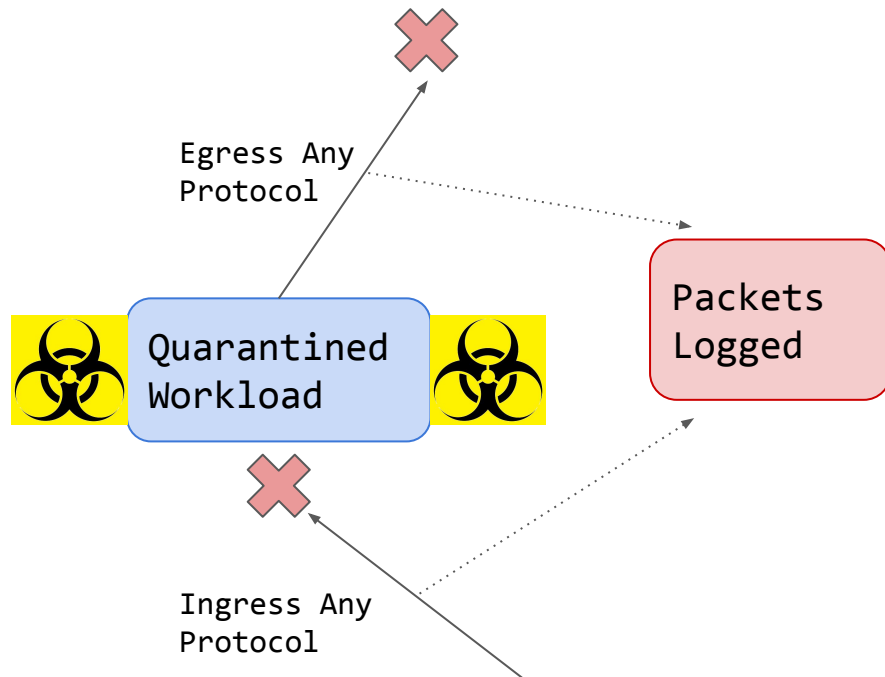 Egress Any
Protocol
Packets
Logged
Quarantined
Workload
Ingress Any
Protocol